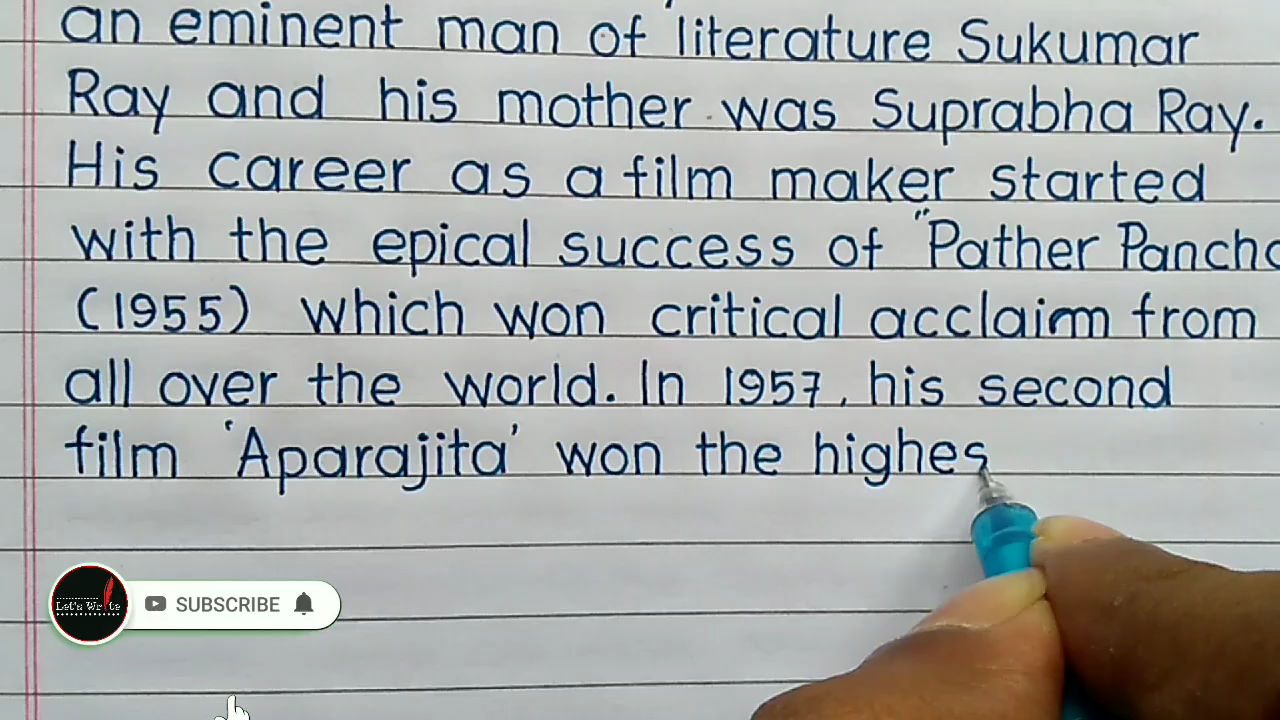 an eminent man of literature Sukumar
Ray and his mother was Suprabha Ray.
His career as a film maker started
with the epical success of "Pather Pancha
(1955) which won critical acclaim from
all over the world. In 1957, his second
film 'Aparajita' won the highes
Let's Write
SUBSCRIBE